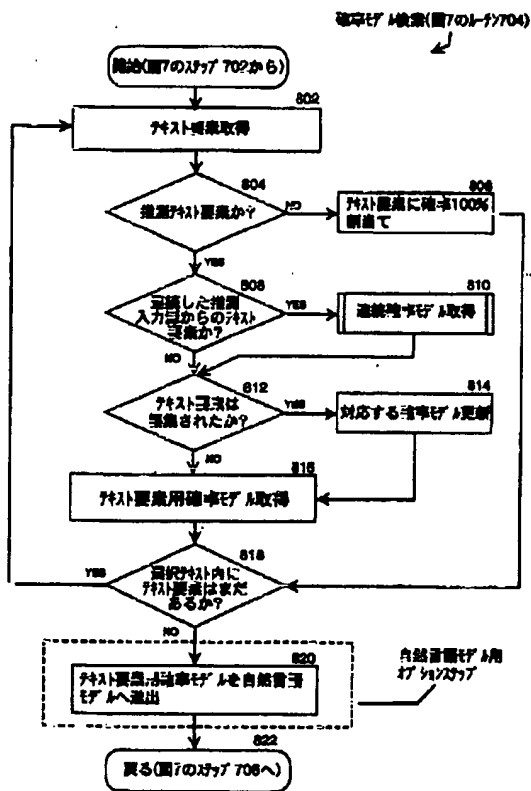 確率モデル検索(図7のルーチン704)
開始(図7のステップ 702から)
802
テキスト要素取得
804
推測テキスト要素か?
NO
806
テキスト要素に確率100%
割当て
YES
808
連続した推測
入力源からのテキスト
要素か?
YES
810
連続確率モデル取得
NO
812
テキスト要素は
編集されたか?
YES
814
対応する確率モデル更新
NO
816
テキスト要素用確率モデル取得
818
YES
選択テキスト内に
テキスト要素はまだ
あるか?
NO
820
テキスト要素用確率モデルを自然言語
モデルへ送出
自然言語モデル用
オプションステップ
822
戻る(図7のステップ 706へ)